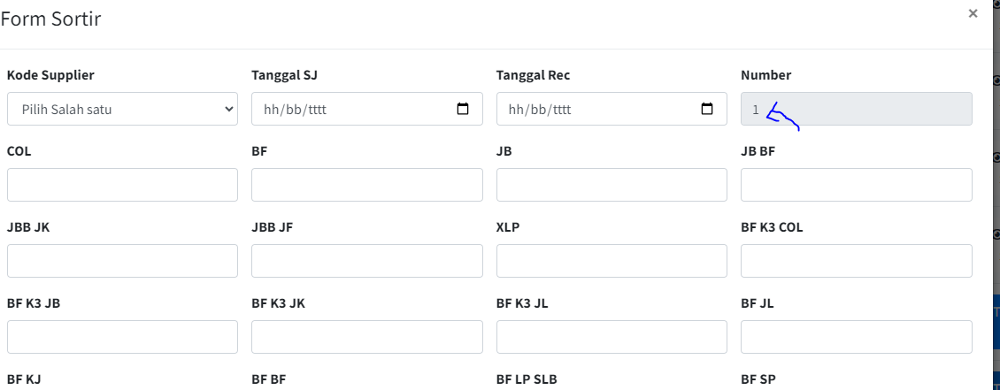 Form Sortir ×
Kode Supplier Tanggal SJ Tanggal Rec Number
Pilih Salah satu hh/bb/tttt hh/bb/tttt 1
COL BF JB JB BF
JBB JK JBB JF XLP BF K3 COL
BF K3 JB BF K3 JK BF K3 JL BF JL
BF KJ BF BF BF LP SLB BF SP